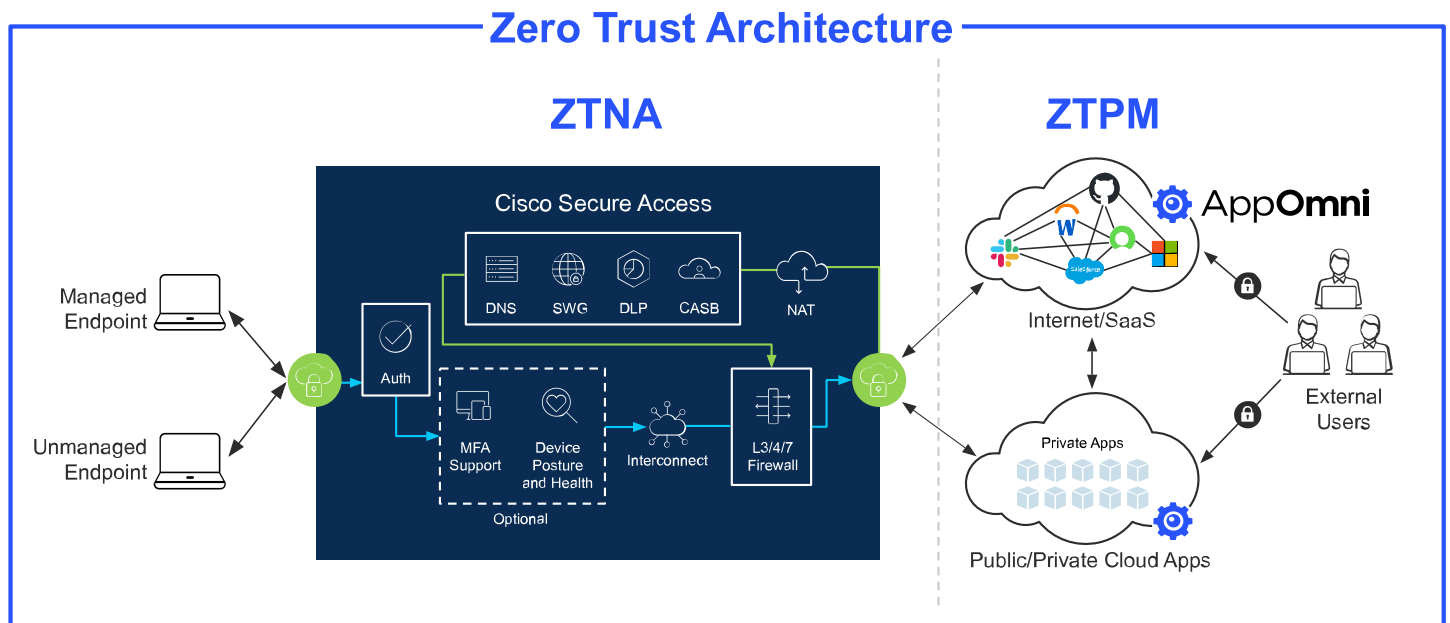 Zero Trust Architecture
ZTNA
ZTPM
Cisco Secure Access
AppOmni
W
salesforce
DNS
SWG
DLP
CASB
NAT
Managed
Endpoint
Internet/SaaS
Auth
External
Users
Unmanaged
Endpoint
MFA
Support
Device
Posture
and Health
Interconnect
L3/4/7
Firewall
Private Apps
Optional
Public/Private Cloud Apps